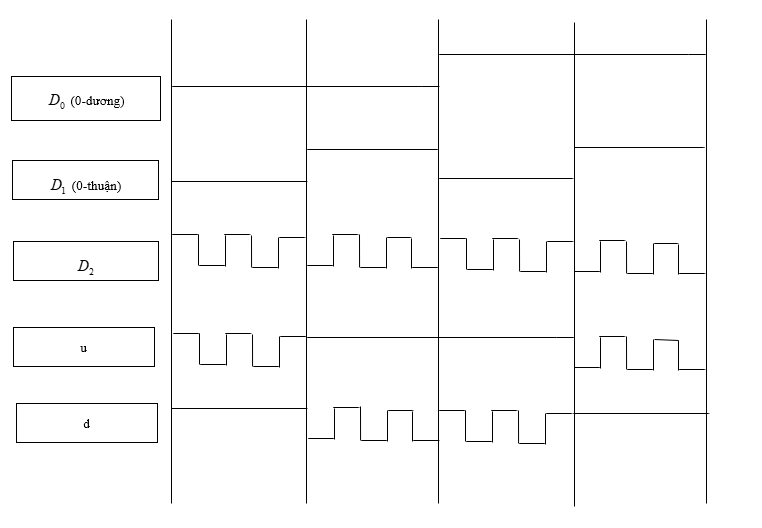 D₀ (0-dương)
D₁ (0-thuận)
D₂
u
d